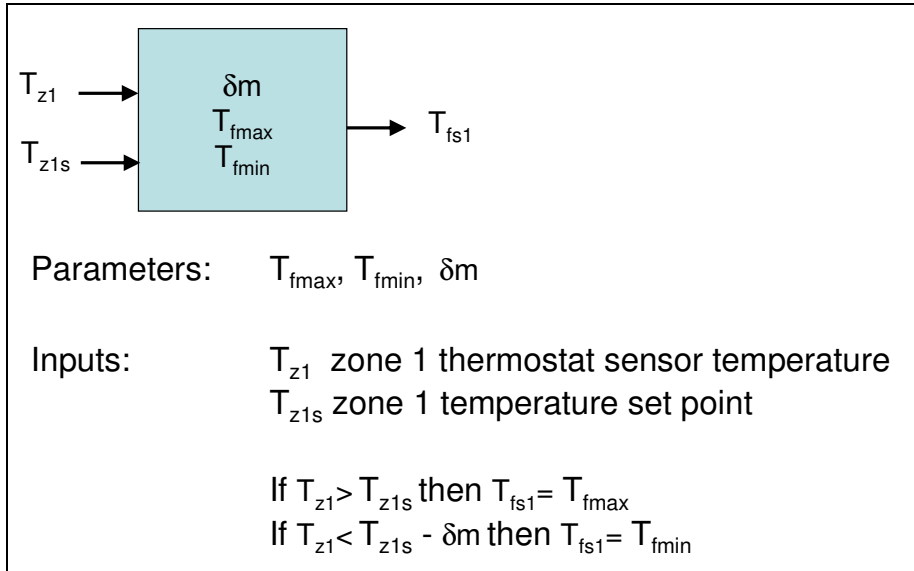 T_z1
T_z1s
δm
T_fmax
T_fmin
T_fs1
Parameters: T_fmax, T_fmin, δm
Inputs: T_z1 zone 1 thermostat sensor temperature
T_z1s zone 1 temperature set point
If T_z1> T_z1s then T_fs1= T_fmax
If T_z1< T_z1s - δm then T_fs1= T_fmin